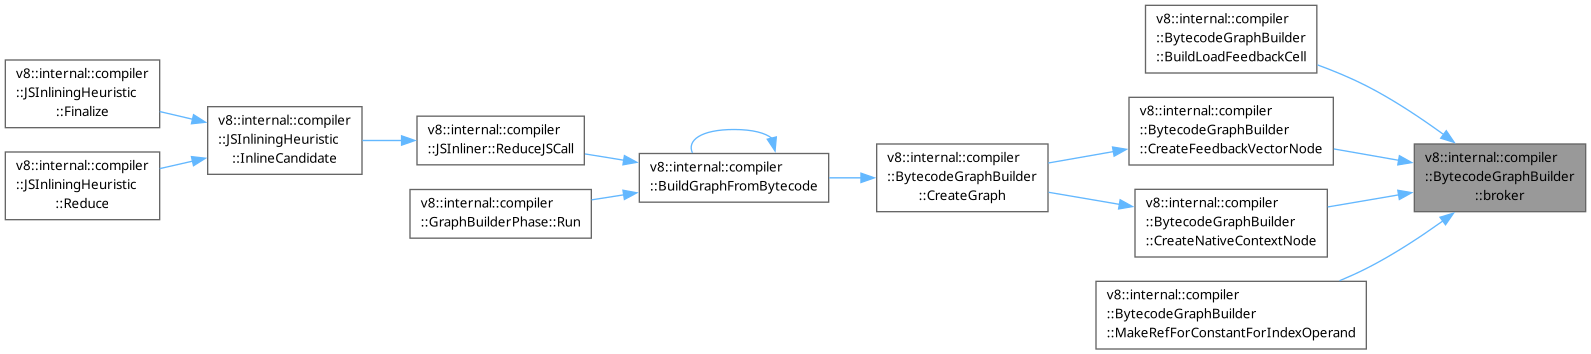 v8::internal::compiler
::JSInliningHeuristic
::Finalize
v8::internal::compiler
::JSInliningHeuristic
::Reduce
v8::internal::compiler
::JSInliningHeuristic
::InlineCandidate
v8::internal::compiler
::JSInliner::ReduceJSCall
v8::internal::compiler
::GraphBuilderPhase::Run
v8::internal::compiler
::BuildGraphFromBytecode
v8::internal::compiler
::BytecodeGraphBuilder
::CreateGraph
v8::internal::compiler
::BytecodeGraphBuilder
::BuildLoadFeedbackCell
v8::internal::compiler
::BytecodeGraphBuilder
::CreateFeedbackVectorNode
v8::internal::compiler
::BytecodeGraphBuilder
::CreateNativeContextNode
v8::internal::compiler
::BytecodeGraphBuilder
::MakeRefForConstantForIndexOperand
v8::internal::compiler
::BytecodeGraphBuilder
::broker